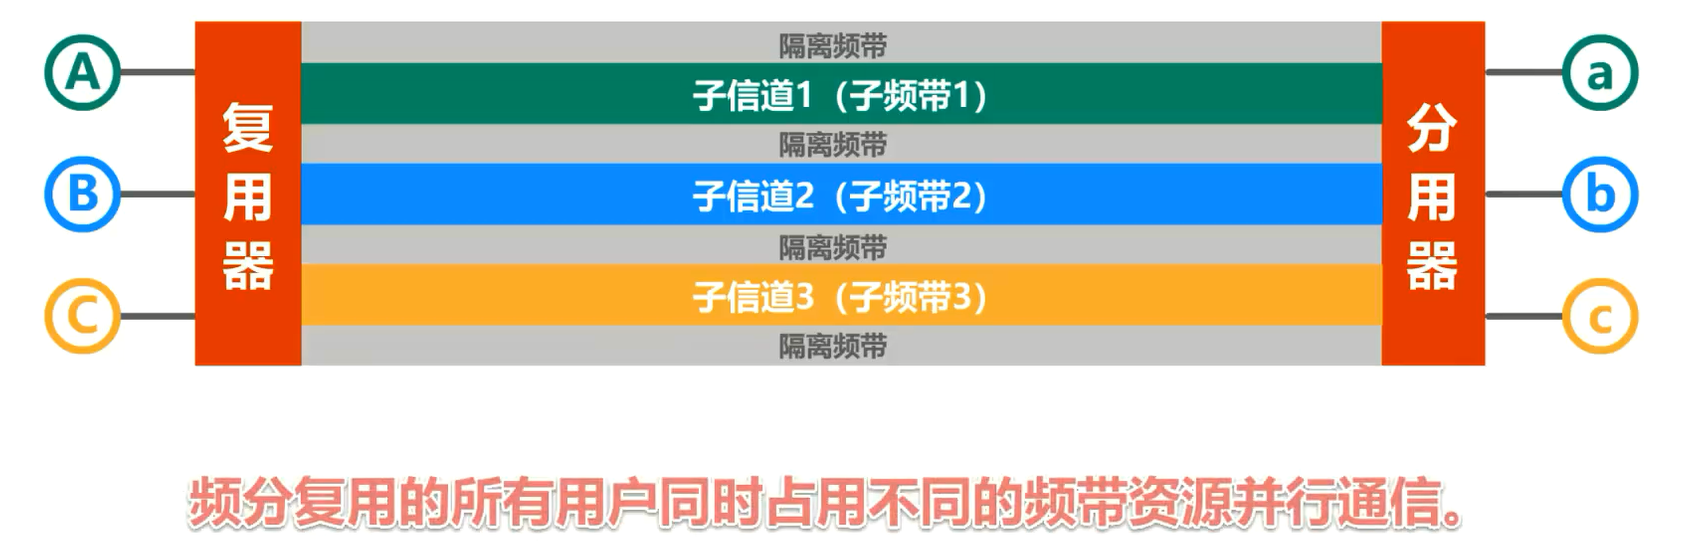 隔离频带
A
子信道1（子频带1）
a
隔离频带
复用器
B
子信道2（子频带2）
分用器
b
隔离频带
C
子信道3（子频带3）
c
隔离频带
频分复用的所有用户同时占用不同的频带资源并行通信。